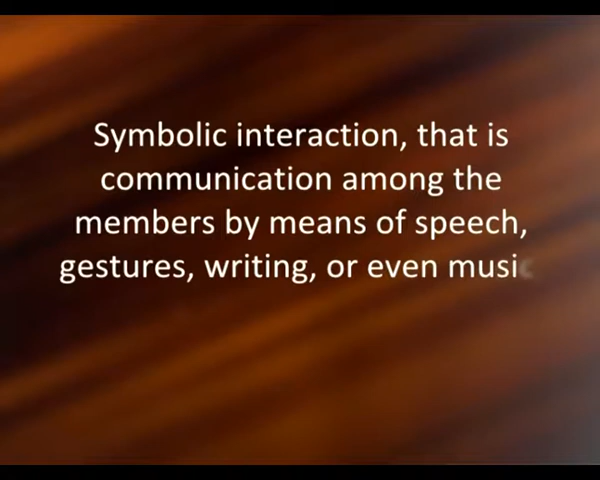 Symbolic interaction, that is
communication among the
members by means of speech,
gestures, writing, or even music